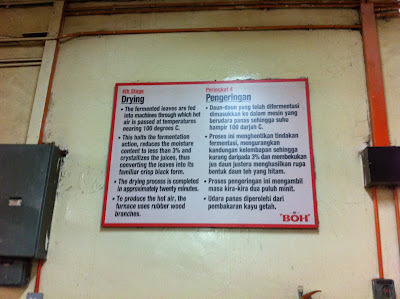 4th Stage
Drying
• The fermented leaves are fed
into machines through which hot
air is passed at temperatures
nearing 100 degrees C.
• This halts the fermentation
action, reduces the moisture
content to less than 3% and
crystallizes the juices, thus
converting the leaves into its
familiar crisp black form.
• The drying process is completed
in approximately twenty minutes.
• To produce the hot air, the
furnace uses rubber wood
branches.
Peringkat 4
Pengeringan
• Daun-daun yang telah difermentasi
dimasukkan ke dalam mesin yang
berudara panas sehingga suhu
hampir 100 darjah C.
• Proses ini menghentikan tindakan
fermentasi, mengurangkan
kandungan kelembapan sehingga
kurang daripada 3% dan membekukan
jus daun justeru menghasilkan rupa
bentuk daun teh yang hitam.
• Proses pengeringan ini mengambil
masa kira-kira dua puluh minit.
• Udara panas diperolehi dari
pembakaran kayu getah.
BOH